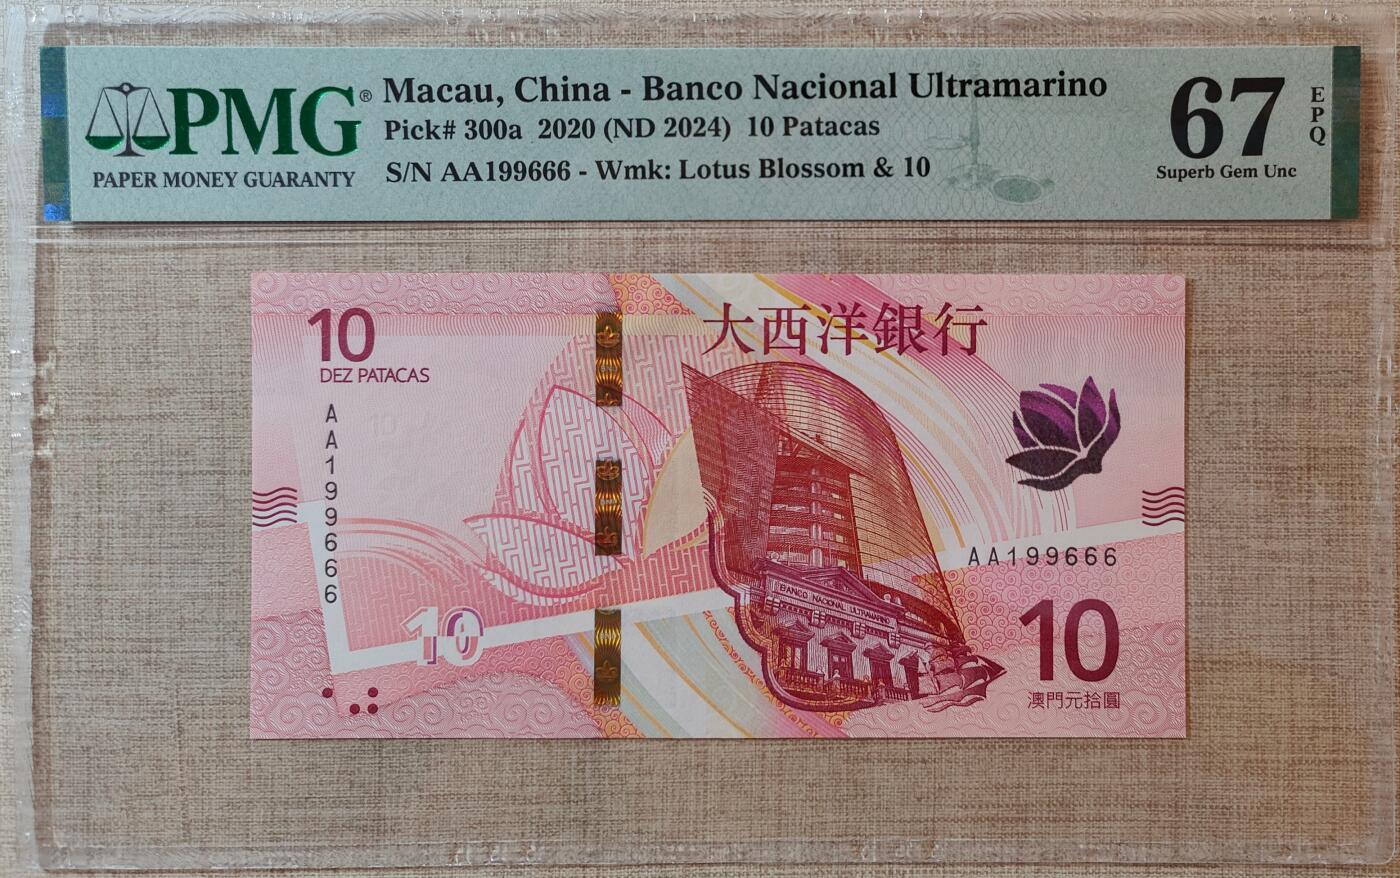 PMG®
PAPER MONEY GUARANTY
Macau, China - Banco Nacional Ultramarino
Pick# 300a 2020 (ND 2024) 10 Patacas
S/N AA199666 - Wmk: Lotus Blossom & 10
67
Superb Gem Unc
EPQ
10
DEZ PATACAS
大西洋銀行
AA199666
BANCO NACIONAL ULTRAMARINO
AA199666
10
10
澳門元拾圓